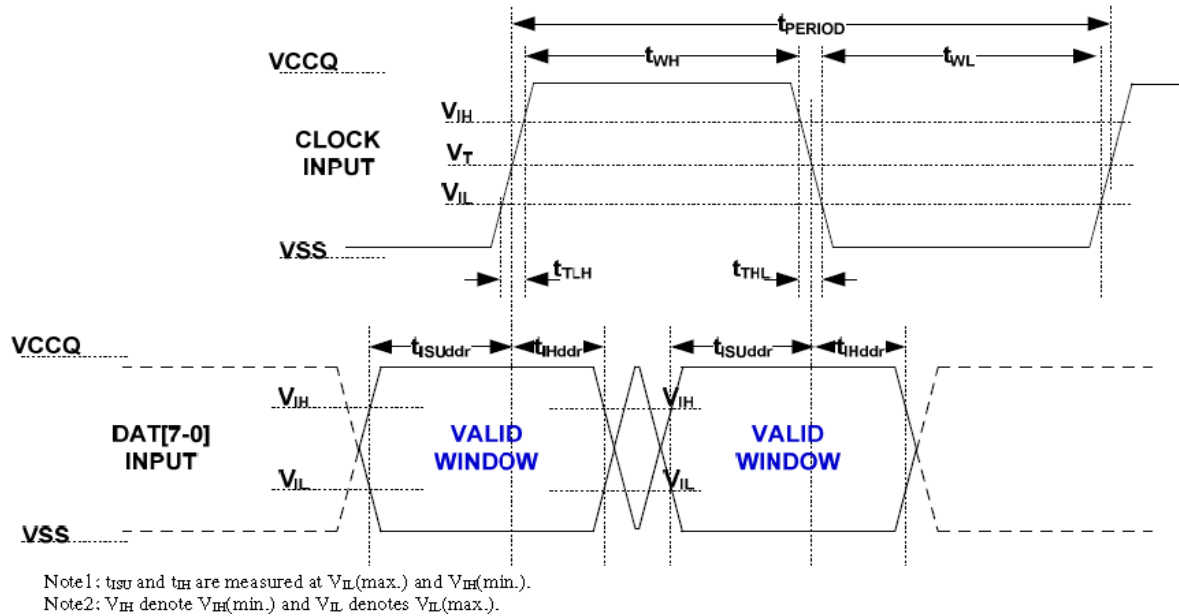 tPERIOD
VCCQ
tWH
tWL
VIH
CLOCK
INPUT
VT
VIL
VSS
tTLH
tTHL
VCCQ
tISUddr
tIHddr
tISUddr
tIHddr
VIH
VIH
DAT[7-0]
INPUT
VALID
WINDOW
VALID
WINDOW
VIL
VIL
VSS
Note1: tISU and tIH are measured at VIL(max.) and VIH(min.).
Note2: VIH denote VIH(min.) and VIL denotes VIL(max.).